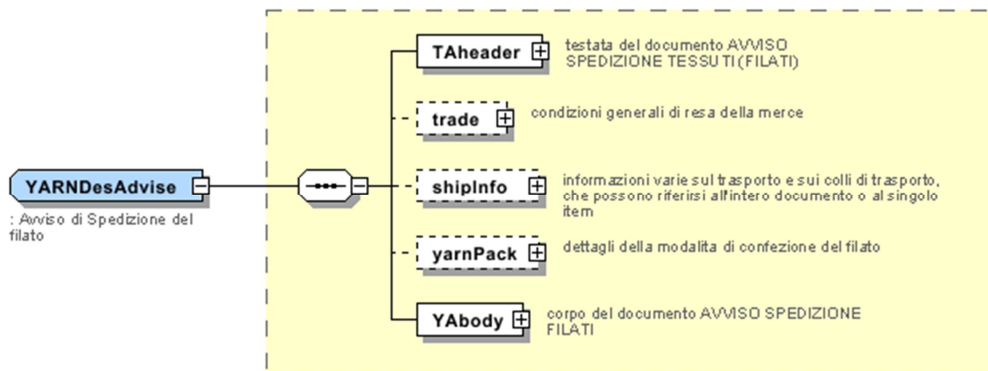 TAheader
testata del documento AVVISO
SPEDIZIONE TESSUTI (FILATI)
trade
condizioni generali di resa della merce
YARNDesAdvise
: Avviso di Spedizione del
filato
shipInfo
informazioni varie sul trasporto e sui colli di trasporto,
che possono riferirsi all'intero documento o al singolo
item
yarnPack
dettagli della modalita di confezione del filato
YAbody
corpo del documento AVVISO SPEDIZIONE
FILATI